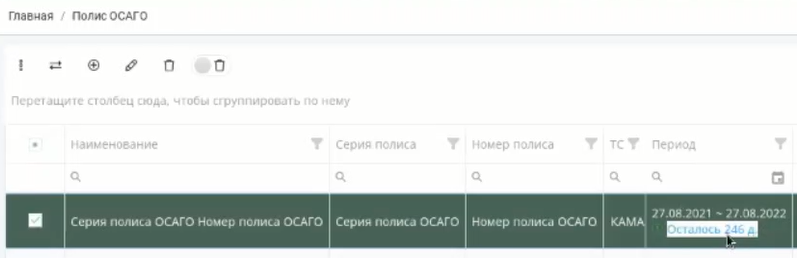 Главная / Полис ОСАГО
Перетащите столбец сюда, чтобы сгруппировать по нему
Наименование Серия полиса Номер полиса ТС Период
Серия полиса ОСАГО Номер полиса ОСАГО Серия полиса ОСАГО Номер полиса ОСАГО КАМА 27.08.2021 ~ 27.08.2022
Осталось 246 д.